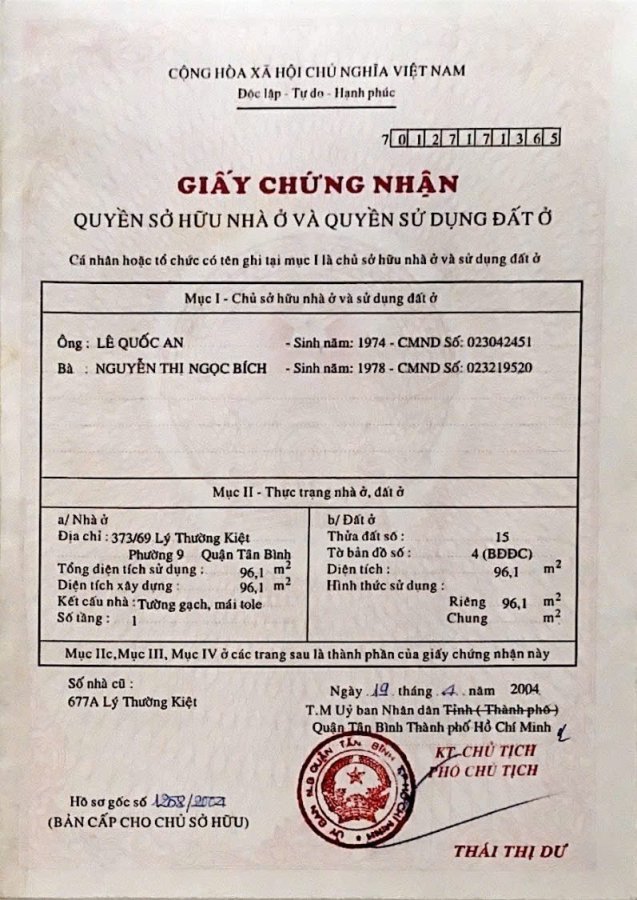 CỘNG HÒA XÃ HỘI CHỦ NGHĨA VIỆT NAM
Độc lập - Tự do - Hạnh phúc
70127171365
GIẤY CHỨNG NHẬN
QUYỀN SỞ HỮU NHÀ Ở VÀ QUYỀN SỬ DỤNG ĐẤT Ở
Cá nhân hoặc tổ chức có tên ghi tại mục I là chủ sở hữu nhà ở và sử dụng đất ở
Mục I - Chủ sở hữu nhà ở và sử dụng đất ở
Ông : LÊ QUỐC AN - Sinh năm: 1974 - CMND Số: 023042451
Bà : NGUYỄN THỊ NGỌC BÍCH - Sinh năm: 1978 - CMND Số: 023219520
Mục II - Thực trạng nhà ở, đất ở
a/ Nhà ở
Địa chỉ : 373/69 Lý Thường Kiệt
Phường 9 Quận Tân Bình
Tổng diện tích sử dụng : 96,1 m2
Diện tích xây dựng : 96,1 m2
Kết cấu nhà : Tường gạch, mái tole
Số tầng : 1
b/ Đất ở
Thửa đất số : 15
Tờ bản đồ số : 4 (BĐĐC)
Diện tích : 96,1 m2
Hình thức sử dụng :
Riêng 96,1 m2
Chung m2
Mục IIc, Mục III, Mục IV ở các trang sau là thành phần của giấy chứng nhận này
Số nhà cũ :
677A Lý Thường Kiệt
Ngày 19 tháng 4 năm 2004
T.M Uỷ ban Nhân dân Tỉnh ( Thành phố )
Quận Tân Bình Thành phố Hồ Chí Minh
KT. CHỦ TỊCH
PHÓ CHỦ TỊCH
ỦY BAN N.D QUẬN TÂN BÌNH T.P HỒ CHÍ MINH
Hồ sơ gốc số 1268/2004
(BẢN CẤP CHO CHỦ SỞ HỮU)
THÁI THỊ DƯ